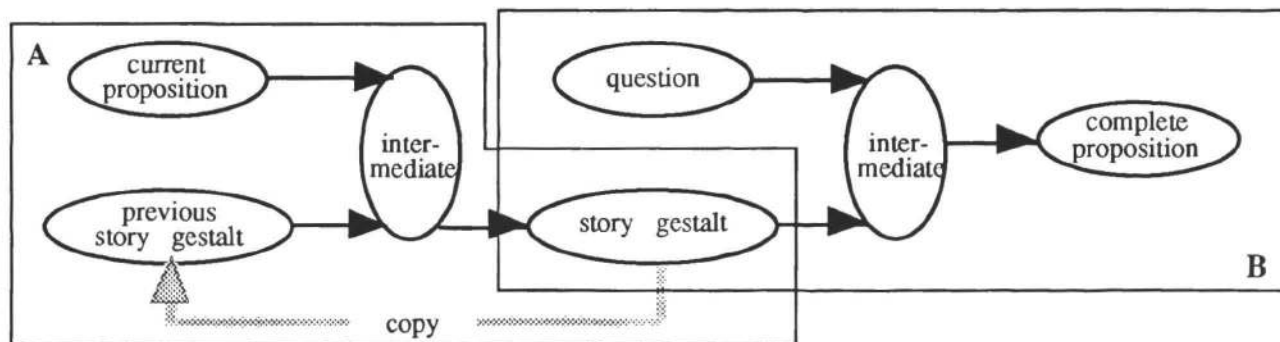 A
current
proposition
inter-
mediate
previous
story gestalt
copy
question
story gestalt
inter-
mediate
complete
proposition
B